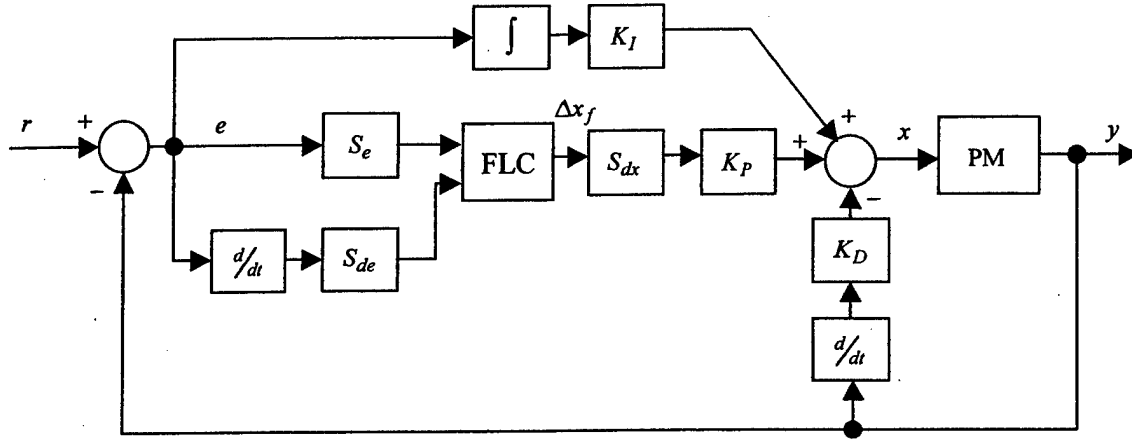 ∫
K_I
r
+
e
S_e
FLC
Δx_f
S_dx
K_P
+
+
x
PM
y
−
−
d/dt
S_de
K_D
d/dt